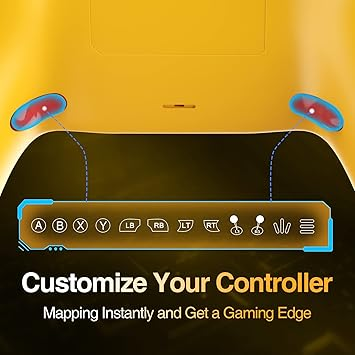 A B X Y LB RB LT RT
Customize Your Controller
Mapping Instantly and Get a Gaming Edge